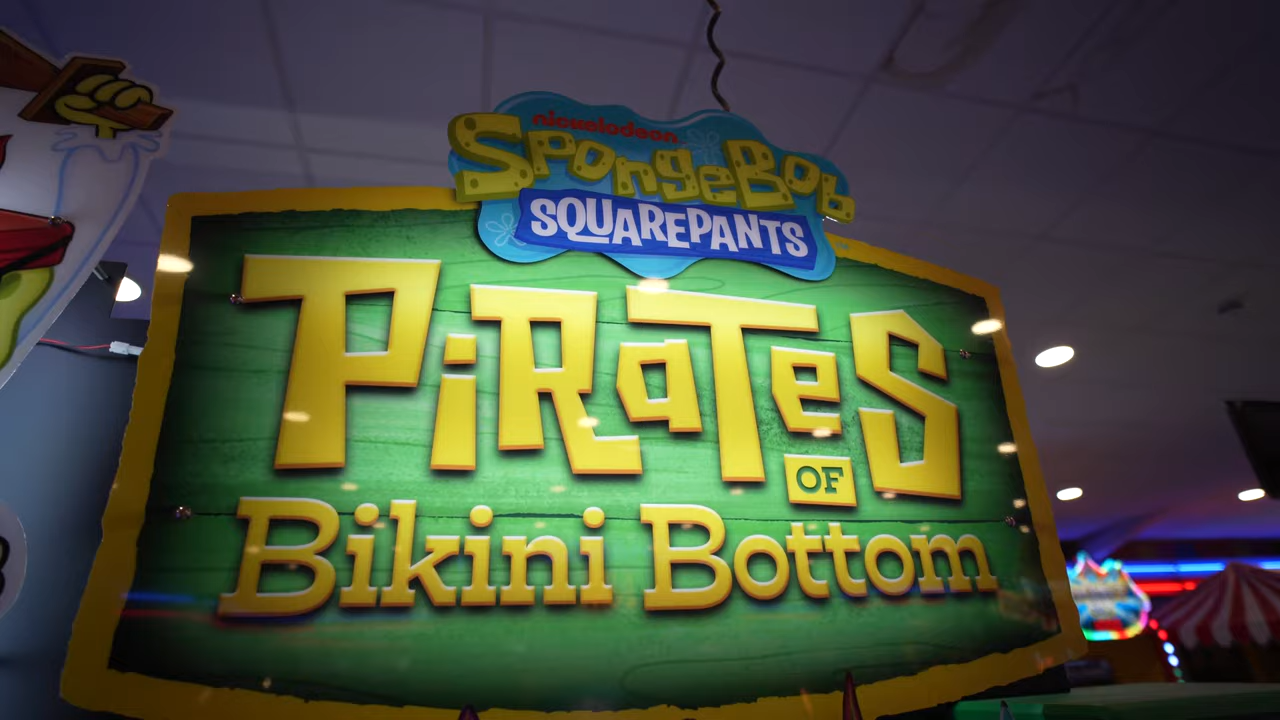 nickelodeon
SpongeBob
SQUAREPANTS
PiRaTeS
OF
Bikini Bottom